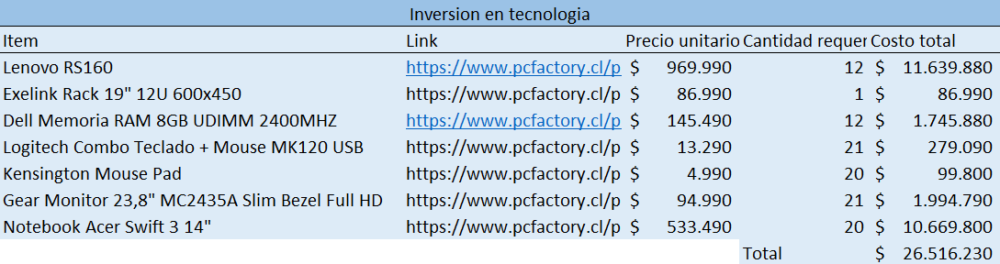 Inversion en tecnologia
Item Link Precio unitario Cantidad requer Costo total
Lenovo RS160 https://www.pcfactory.cl/p $ 969.990 12 $ 11.639.880
Exelink Rack 19" 12U 600x450 https://www.pcfactory.cl/p $ 86.990 1 $ 86.990
Dell Memoria RAM 8GB UDIMM 2400MHZ https://www.pcfactory.cl/p $ 145.490 12 $ 1.745.880
Logitech Combo Teclado + Mouse MK120 USB https://www.pcfactory.cl/p $ 13.290 21 $ 279.090
Kensington Mouse Pad https://www.pcfactory.cl/p $ 4.990 20 $ 99.800
Gear Monitor 23,8" MC2435A Slim Bezel Full HD https://www.pcfactory.cl/p $ 94.990 21 $ 1.994.790
Notebook Acer Swift 3 14" https://www.pcfactory.cl/p $ 533.490 20 $ 10.669.800
Total $ 26.516.230